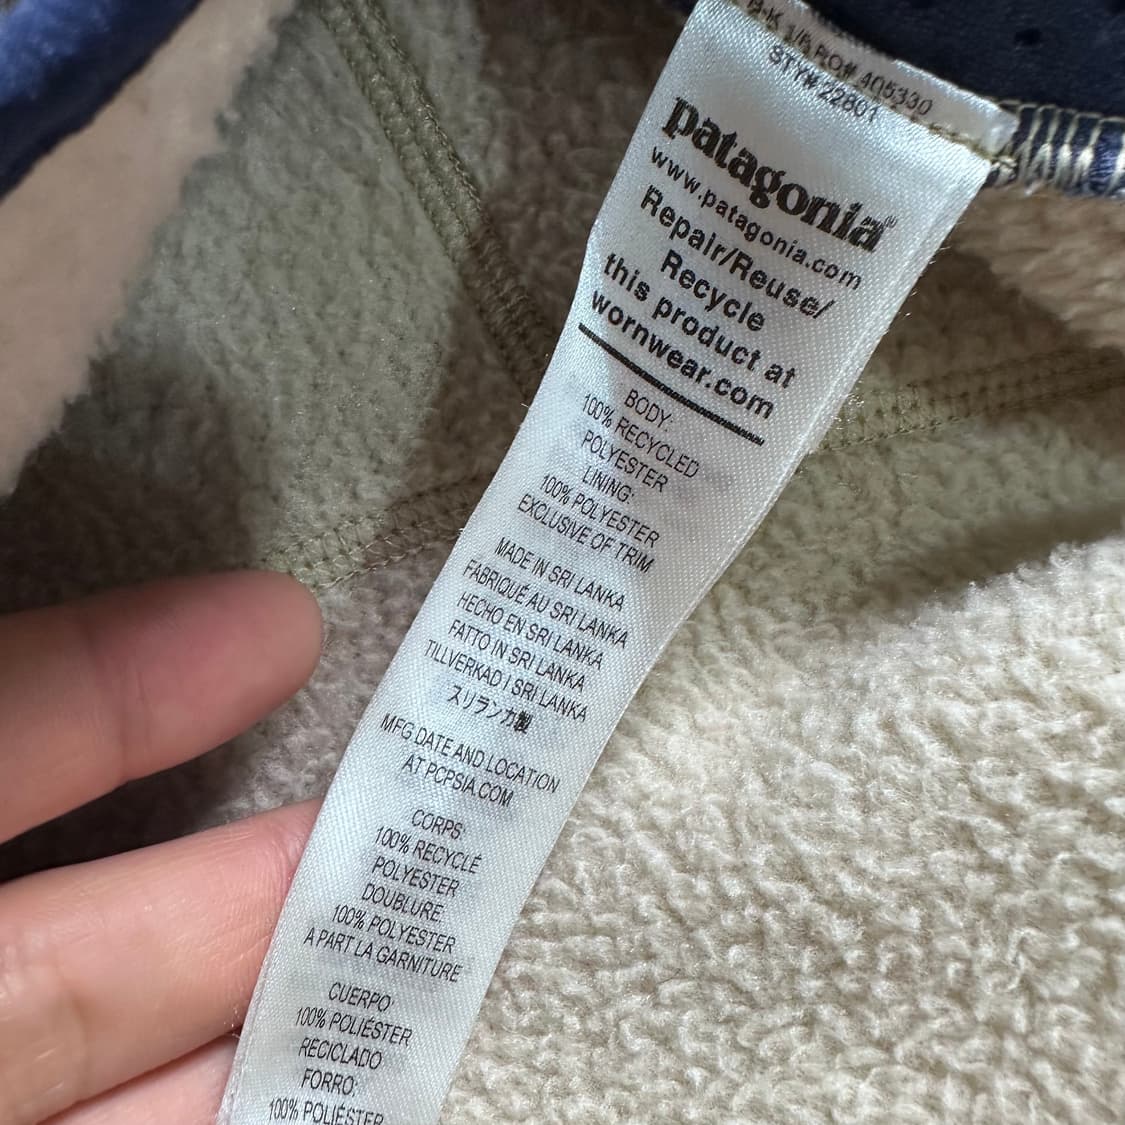 PO# 405330
STY# 22801
patagonia
www.patagonia.com
Repair/Reuse/
Recycle
this product at
wornwear.com
BODY:
100% RECYCLED
POLYESTER
LINING:
100% POLYESTER
EXCLUSIVE OF TRIM
MADE IN SRI LANKA
FABRIQUÉ AU SRI LANKA
HECHO EN SRI LANKA
FATTO IN SRI LANKA
TILLVERKAD I SRI LANKA
スリランカ製
MFG DATE AND LOCATION
AT PCPSIA.COM
CORPS:
100% RECYCLÉ
POLYESTER
DOUBLURE
100% POLYESTER
A PART LA GARNITURE
CUERPO:
100% POLIÉSTER
RECICLADO
FORRO:
100% POLIÉSTER